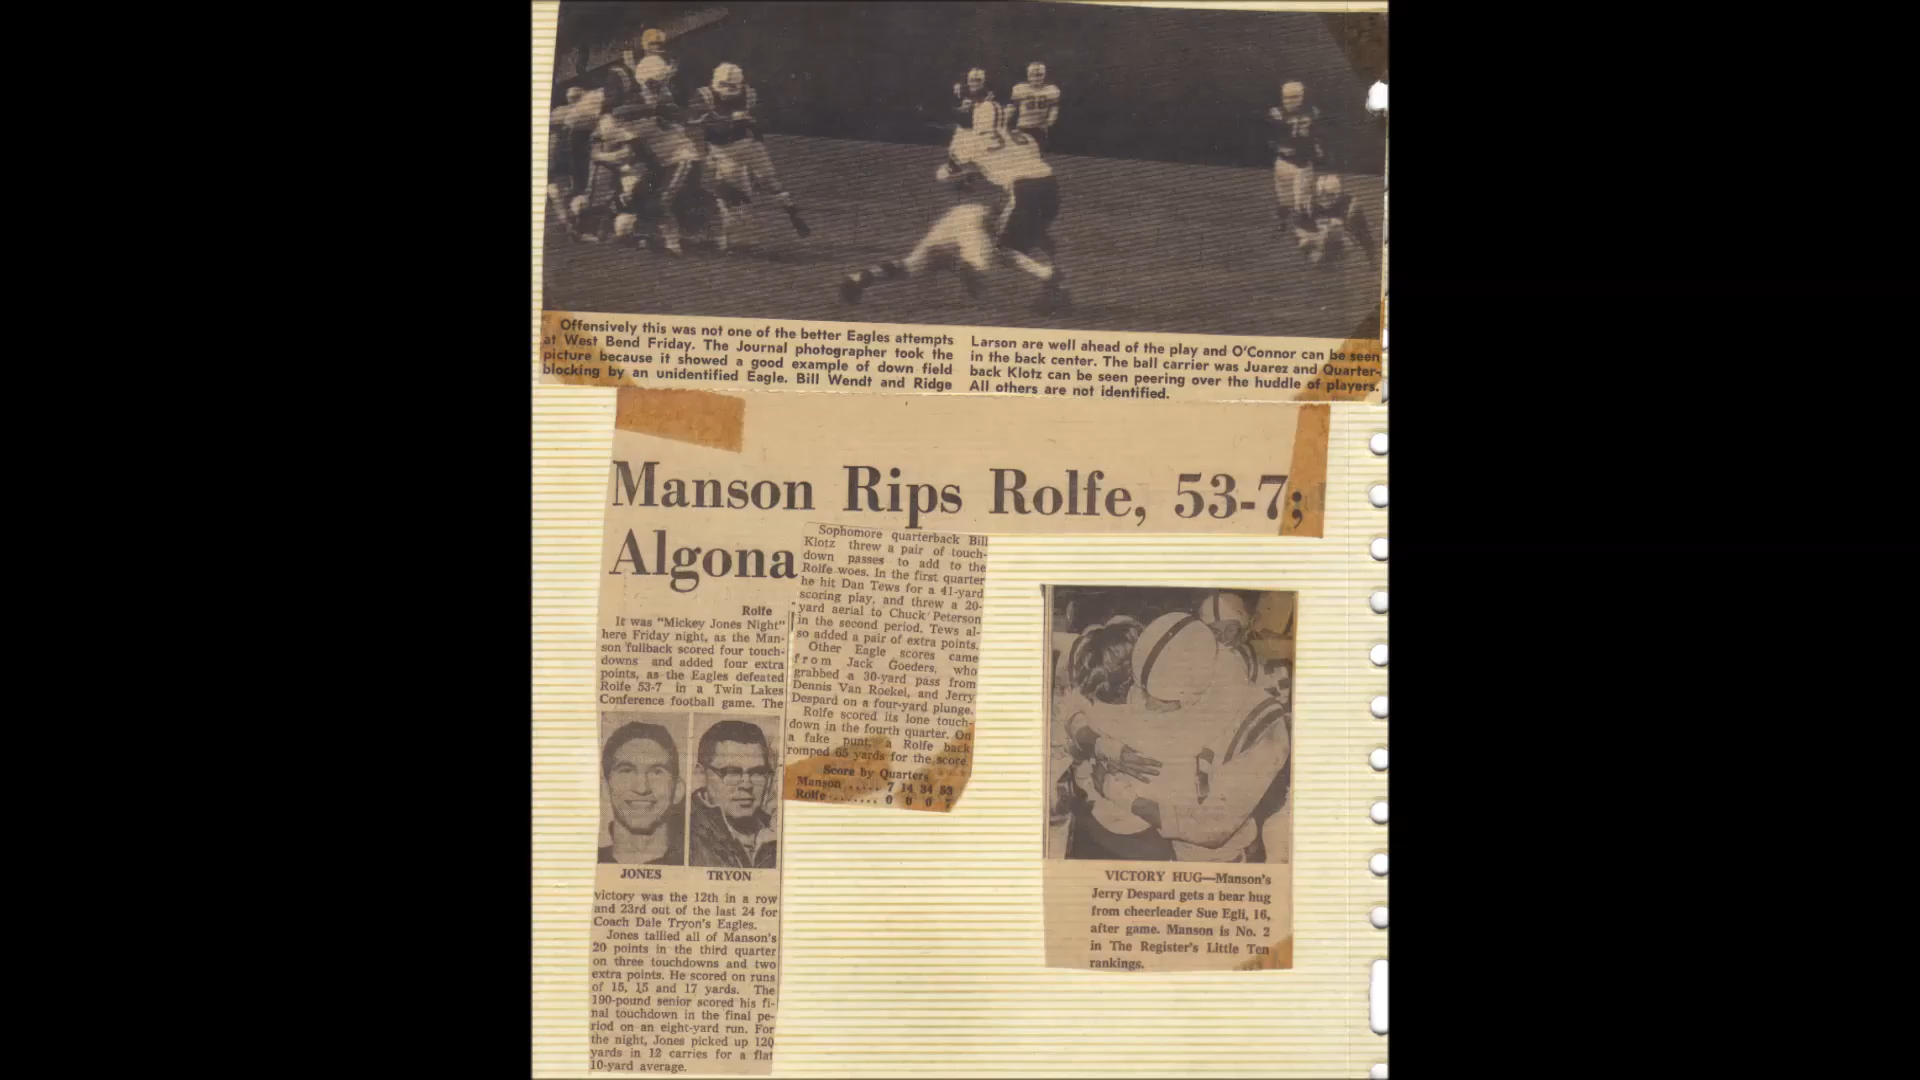 Offensively this was not one of the better Eagles attempts
at West Bend Friday. The Journal photographer took the
picture because it showed a good example of down field
blocking by an unidentified Eagle. Bill Wendt and Ridge
Larson are well ahead of the play and O'Connor can be seen
in the back center. The ball carrier was Juarez and Quarter-
back Klotz can be seen peering over the huddle of players.
All others are not identified.
Manson Rips Rolfe, 53-7;
Algona
Rolfe
It was "Mickey Jones Night"
here Friday night, as the Man-
son fullback scored four touch-
downs and added four extra
points, as the Eagles defeated
Rolfe 53-7 in a Twin Lakes
Conference football game. The
JONES TRYON
victory was the 12th in a row
and 23rd out of the last 24 for
Coach Dale Tryon's Eagles.
Jones tallied all of Manson's
20 points in the third quarter
on three touchdowns and two
extra points. He scored on runs
of 15, 15 and 17 yards. The
190-pound senior scored his fi-
nal touchdown in the final pe-
riod on an eight-yard run. For
the night, Jones picked up 120
yards in 12 carries for a flat
10-yard average.
Sophomore quarterback Bill
Klotz threw a pair of touch-
down passes to add to the
Rolfe woes. In the first quarter
he hit Dan Tews for a 41-yard
scoring play, and threw a 20-
yard aerial to Chuck Peterson
in the second period. Tews al-
so added a pair of extra points.
Other Eagle scores came
from Jack Goeders, who
grabbed a 30-yard pass from
Dennis Van Roekel, and Jerry
Despard on a four-yard plunge.
Rolfe scored its lone touch-
down in the fourth quarter. On
a fake punt, a Rolfe back
romped 65 yards for the score.
Score by Quarters
Manson ..... 7 14 34 53
Rolfe ........ 0 0 0 7
VICTORY HUG—Manson's
Jerry Despard gets a bear hug
from cheerleader Sue Egli, 16,
after game. Manson is No. 2
in The Register's Little Ten
rankings.